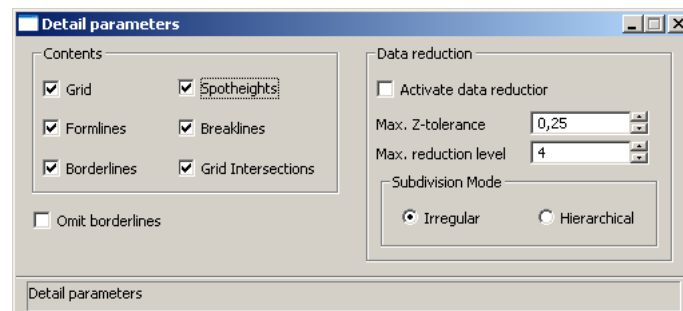 Detail parameters
Contents
Grid
Spotheights
Formlines
Breaklines
Borderlines
Grid Intersections
Omit borderlines
Data reduction
Activate data reductior
Max. Z-tolerance 0,25
Max. reduction level 4
Subdivision Mode
Irregular
Hierarchical
Detail parameters